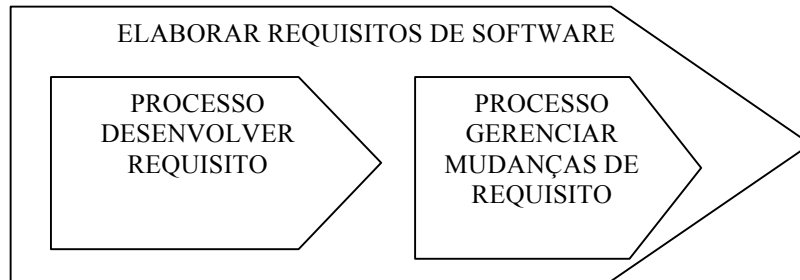 ELABORAR REQUISITOS DE SOFTWARE
PROCESSO
DESENVOLVER
REQUISITO
PROCESSO
GERENCIAR
MUDANÇAS DE
REQUISITO